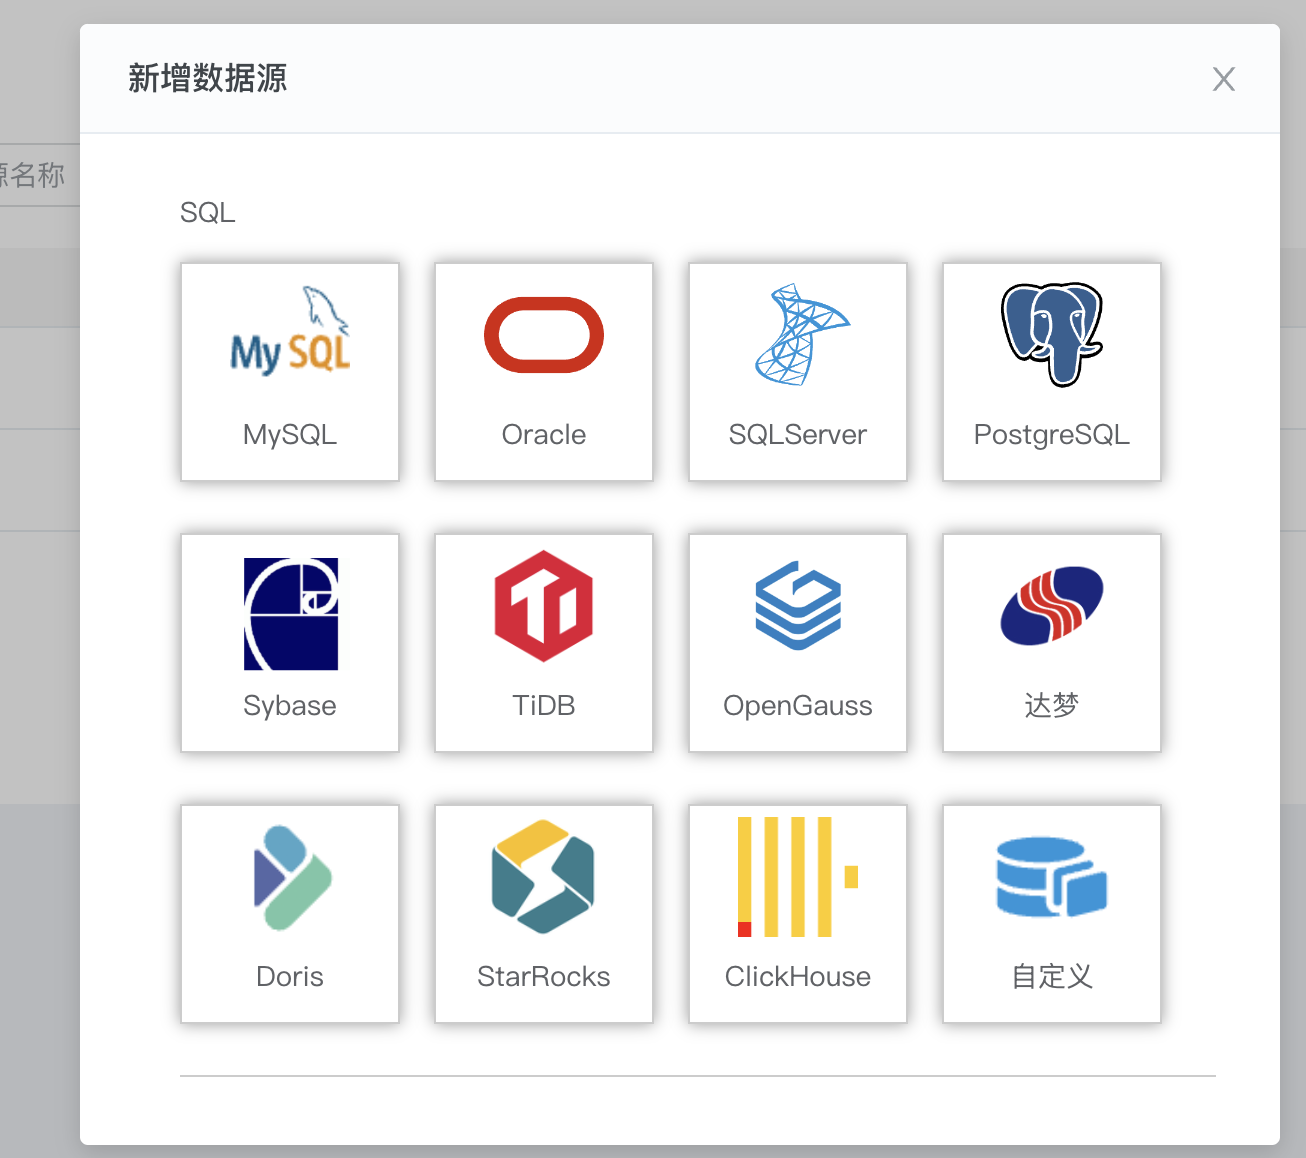 新增数据源
源名称
SQL
My SQL
MySQL
Oracle
SQLServer
PostgreSQL
Sybase
TiDB
OpenGauss
达梦
Doris
StarRocks
ClickHouse
自定义